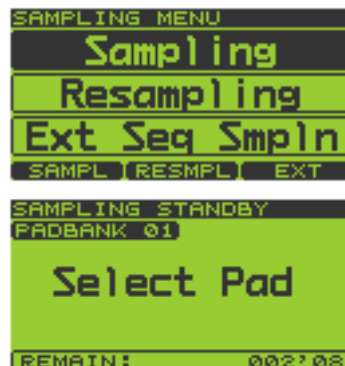 SAMPLING MENU
Sampling
Resampling
Ext Seq Smpln
SAMPL RESMPL EXT
SAMPLING STANDBY
PADBANK 01
Select Pad
REMAIN: 002'08